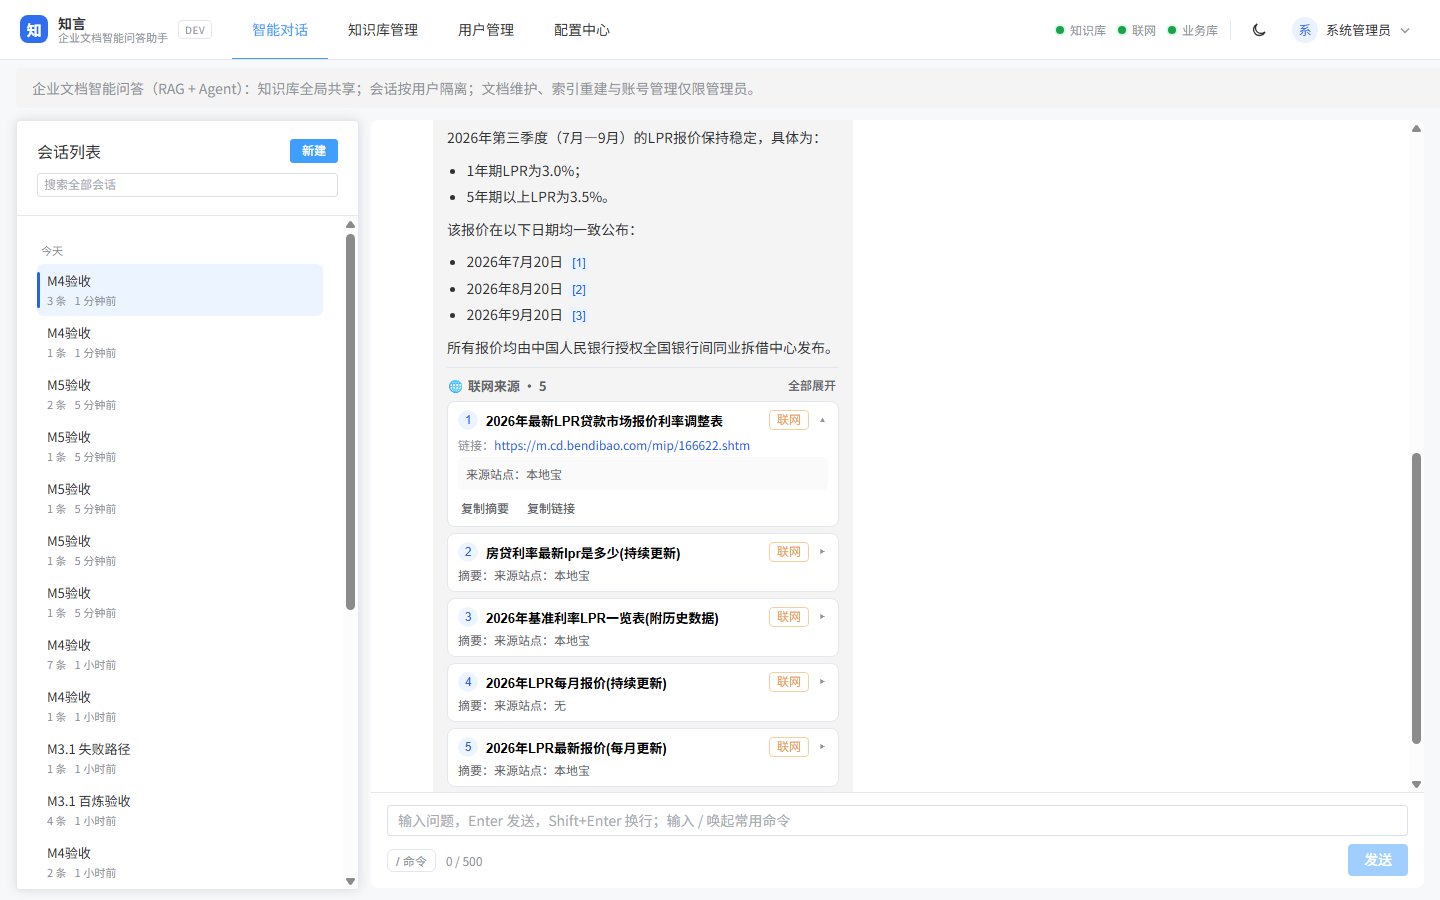 知
知言
企业文档智能问答助手
DEV
智能对话
知识库管理
用户管理
配置中心
知识库
联网
业务库
系
系统管理员
企业文档智能问答（RAG + Agent）：知识库全局共享；会话按用户隔离；文档维护、索引重建与账号管理仅限管理员。
会话列表
新建
搜索全部会话
今天
M4验收
3 条 1 分钟前
M4验收
1 条 1 分钟前
M5验收
2 条 5 分钟前
M5验收
1 条 5 分钟前
M5验收
1 条 5 分钟前
M5验收
1 条 5 分钟前
M5验收
1 条 5 分钟前
M4验收
7 条 1 小时前
M4验收
1 条 1 小时前
M3.1 失败路径
1 条 1 小时前
M3.1 百炼验收
4 条 1 小时前
M4验收
2 条 1 小时前
2026年第三季度（7月—9月）的LPR报价保持稳定，具体为：
• 1年期LPR为3.0%；
• 5年期以上LPR为3.5%。
该报价在以下日期均一致公布：
• 2026年7月20日 [1]
• 2026年8月20日 [2]
• 2026年9月20日 [3]
所有报价均由中国人民银行授权全国银行间同业拆借中心发布。
联网来源 • 5
全部展开
1 2026年最新LPR贷款市场报价利率调整表 联网
链接：https://m.cd.bendibao.com/mip/166622.shtm
来源站点：本地宝
复制摘要 复制链接
2 房贷利率最新lpr是多少(持续更新) 联网
摘要：来源站点：本地宝
3 2026年基准利率LPR一览表(附历史数据) 联网
摘要：来源站点：本地宝
4 2026年LPR每月报价(持续更新) 联网
摘要：来源站点：无
5 2026年LPR最新报价(每月更新) 联网
摘要：来源站点：本地宝
输入问题，Enter 发送，Shift+Enter 换行；输入 / 唤起常用命令
/ 命令
0 / 500
发送